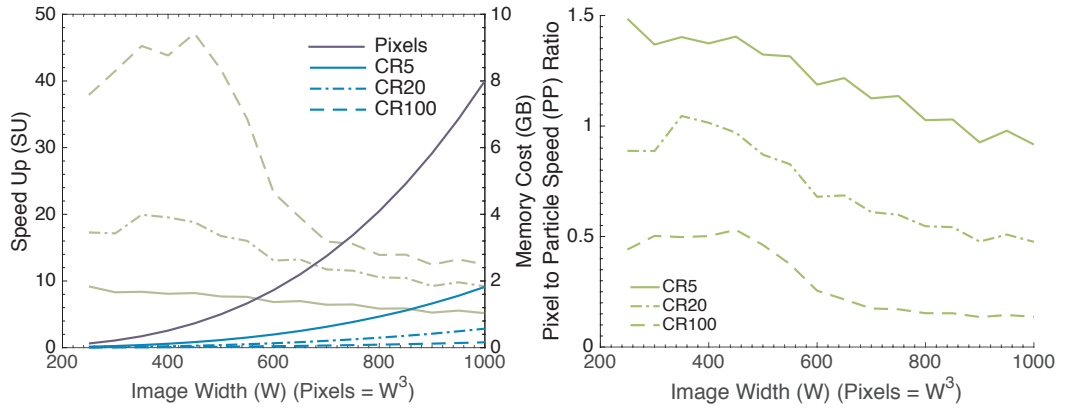 Speed Up (SU)
50
40
30
20
10
0
200
400
600
800
1000
Image Width (W) (Pixels = W^3)
10
8
6
4
2
0
Memory Cost (GB)
Pixels
CR5
CR20
CR100
Pixel to Particle Speed (PP) Ratio
1.5
1
0.5
0
200
400
600
800
1000
Image Width (W) (Pixels = W^3)
CR5
CR20
CR100